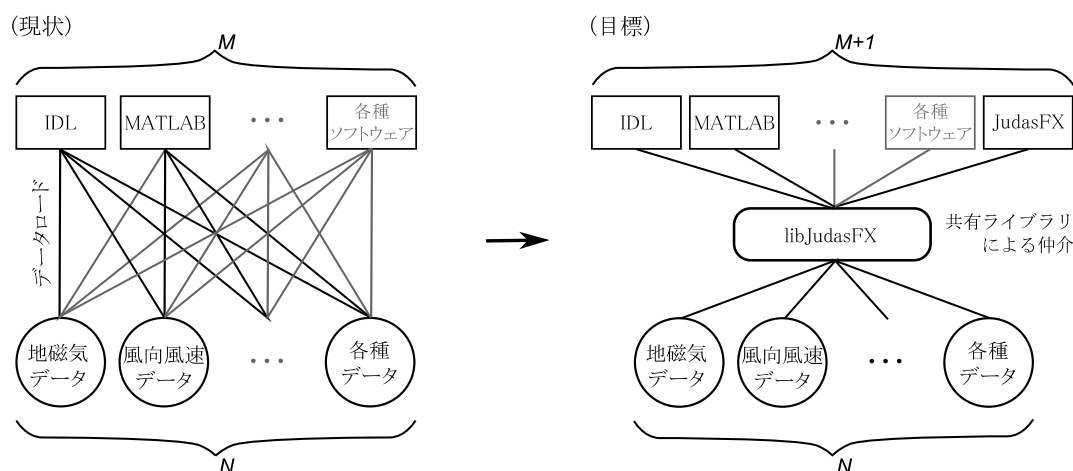 (現状)
M
IDL
MATLAB
...
各種
ソフトウェア
データロード
地磁気
データ
風向風速
データ
...
各種
データ
N
(目標)
M+1
IDL
MATLAB
...
各種
ソフトウェア
JudasFX
libJudasFX
共有ライブラリ
による仲介
地磁気
データ
風向風速
データ
...
各種
データ
N